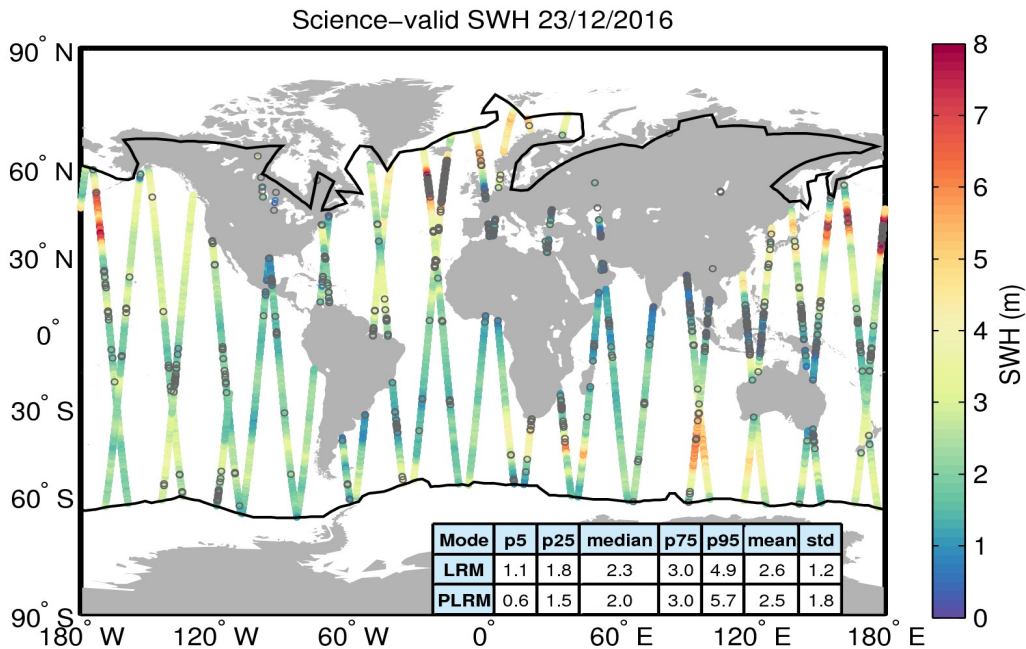 Science−valid SWH 23/12/2016
90° N
60° N
30° N
0°
30° S
60° S
90° S
180° W
120° W
60° W
0°
60° E
120° E
180° E
8
7
6
5
4
3
2
1
0
SWH (m)
Mode p5 p25 median p75 p95 mean std
LRM 1.1 1.8 2.3 3.0 4.9 2.6 1.2
PLRM 0.6 1.5 2.0 3.0 5.7 2.5 1.8